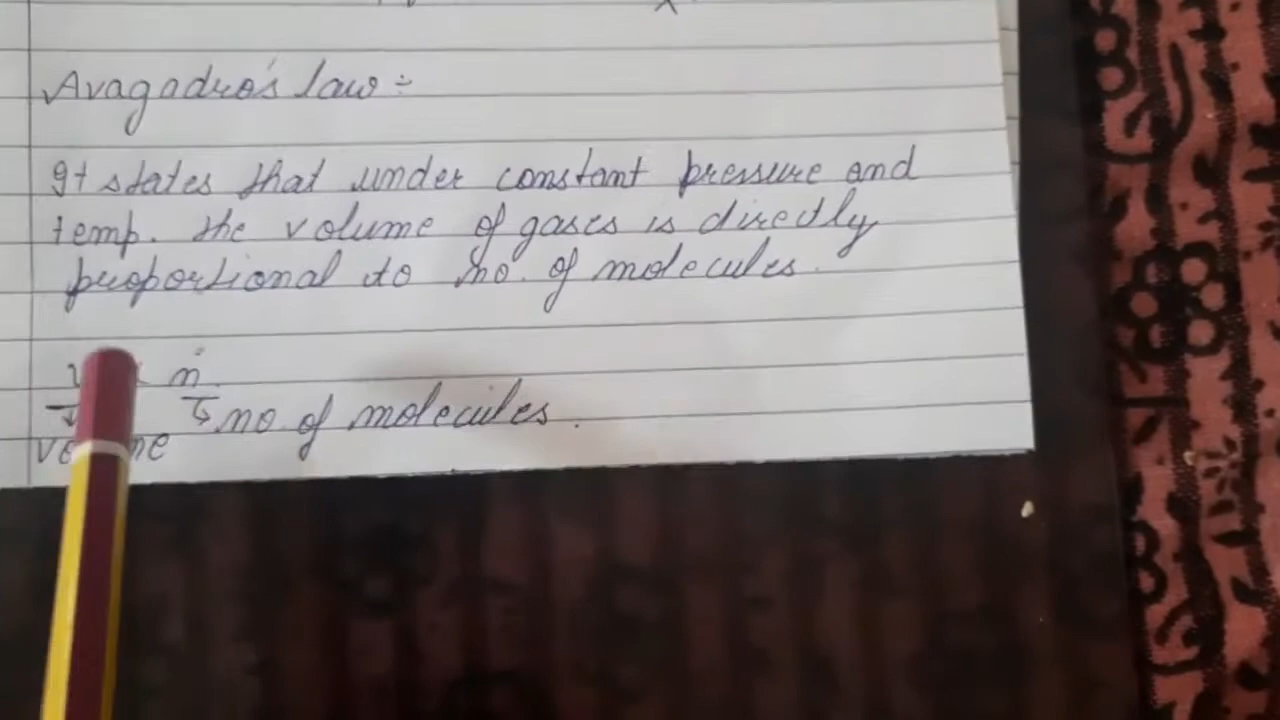 Avagadro's law ÷
It states that under constant pressure and
temp. the volume of gases is directly
proportional to no. of molecules.
n
no. of molecules.